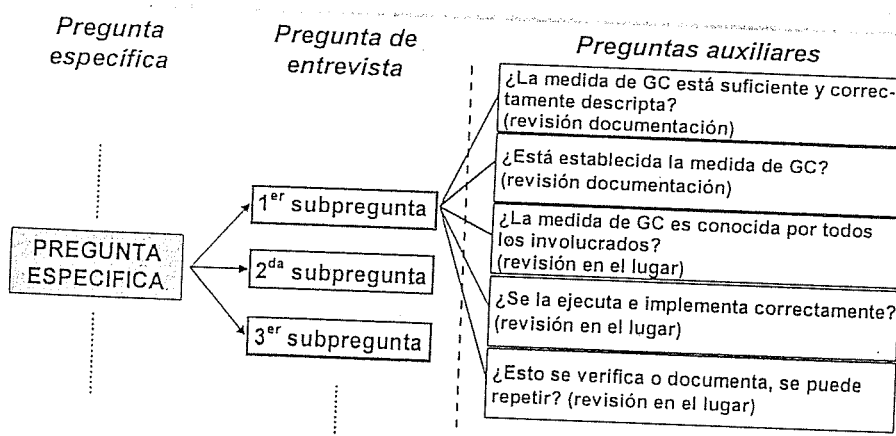 Pregunta
específica
Pregunta de
entrevista
Preguntas auxiliares
PREGUNTA
ESPECIFICA
1er subpregunta
2da subpregunta
3er subpregunta
¿La medida de GC está suficiente y correc-
tamente descripta?
(revisión documentación)
¿Está establecida la medida de GC?
(revisión documentación)
¿La medida de GC es conocida por todos
los involucrados?
(revisión en el lugar)
¿Se la ejecuta e implementa correctamente?
(revisión en el lugar)
¿Esto se verifica o documenta, se puede
repetir? (revisión en el lugar)